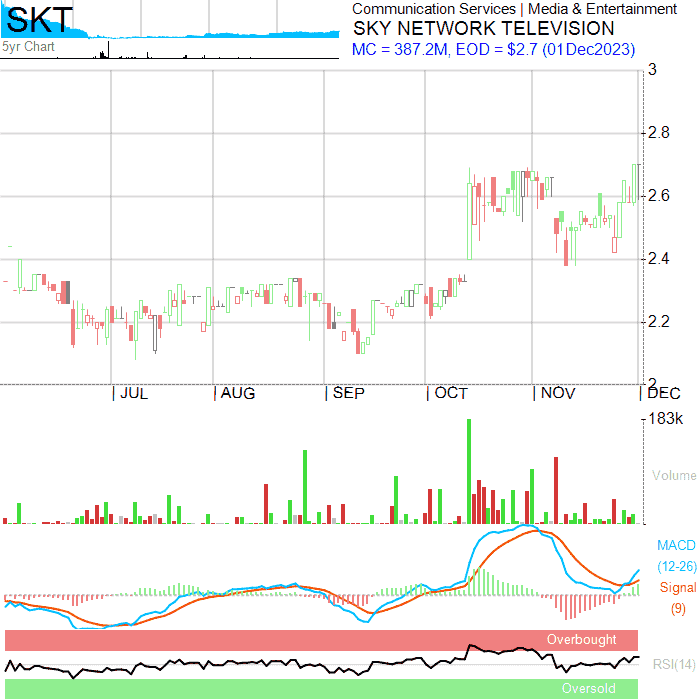 SKT
5yr Chart
Communication Services | Media & Entertainment
SKY NETWORK TELEVISION
MC = 387.2M, EOD = $2.7 (01Dec2023)
3
2.8
2.6
2.4
2.2
2
| JUL | AUG | SEP | OCT | NOV | DEC
183k
Volume
MACD
(12-26)
Signal
(9)
Overbought
RSI(14)
Oversold